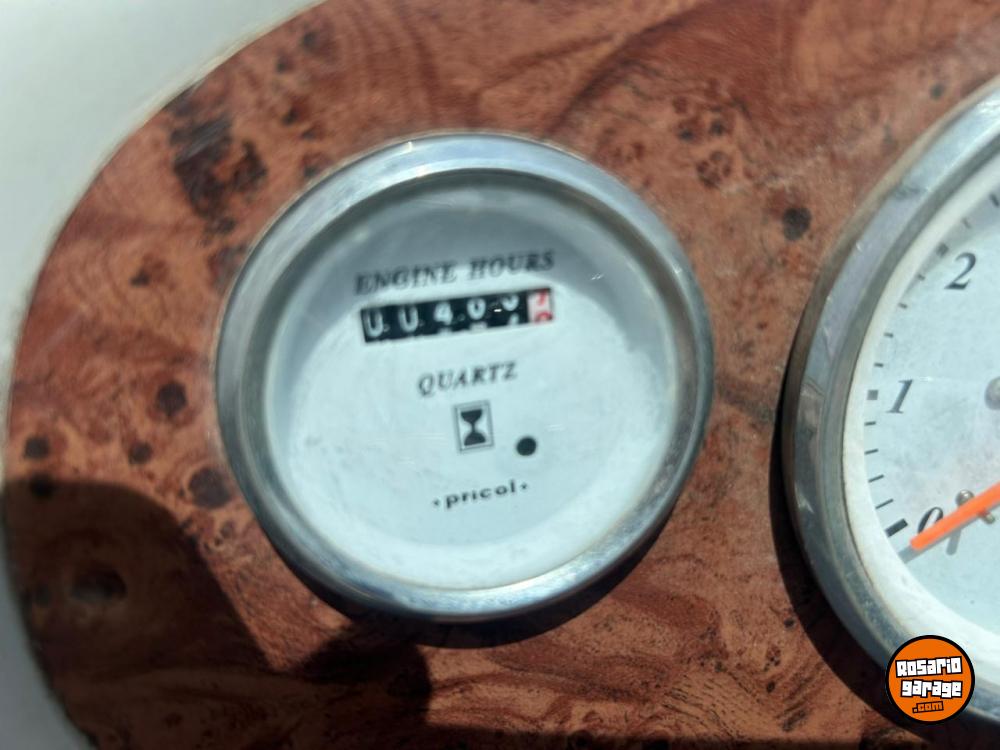 ENGINE HOURS
QUARTZ
•pricol•
2
1
0
Rosario
garage
.com